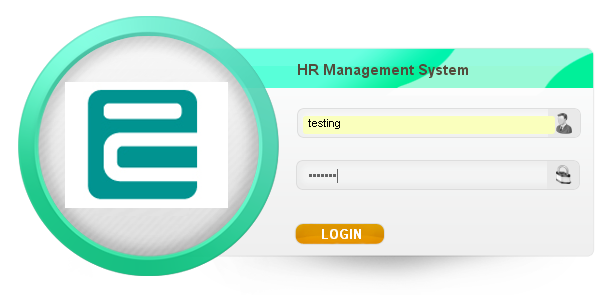 HR Management System
testing
•••••••
LOGIN